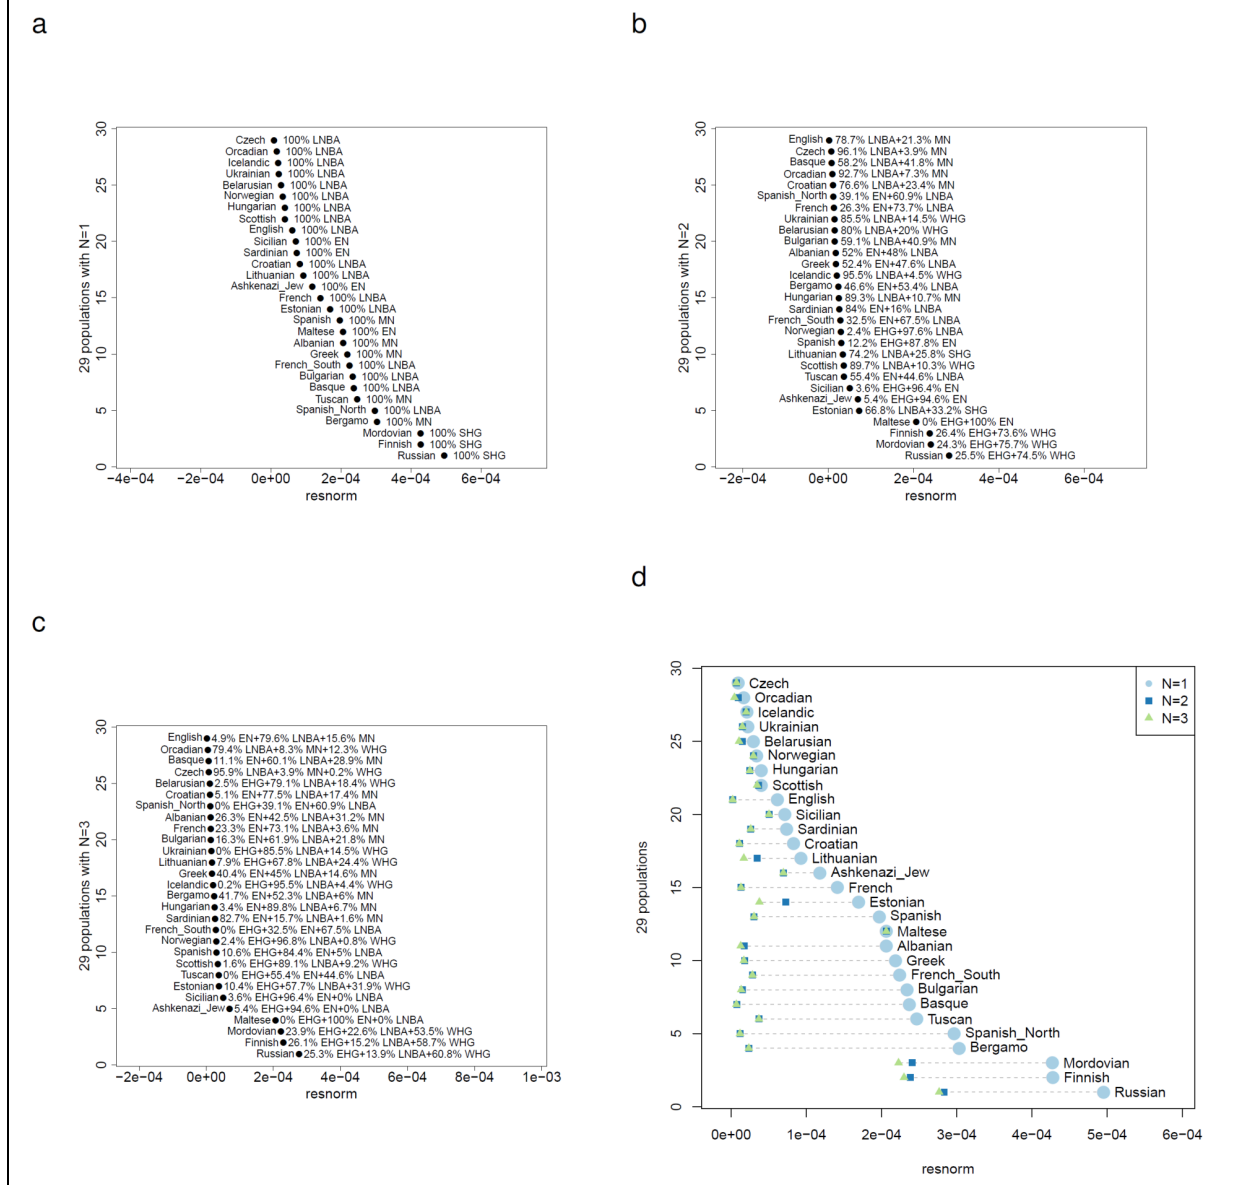 a
29 populations with N=1
30
25
20
15
10
5
0
Czech 100% LNBA
Orcadian 100% LNBA
Icelandic 100% LNBA
Ukrainian 100% LNBA
Belarusian 100% LNBA
Norwegian 100% LNBA
Hungarian 100% LNBA
Scottish 100% LNBA
English 100% LNBA
Sicilian 100% EN
Sardinian 100% EN
Croatian 100% LNBA
Lithuanian 100% LNBA
Ashkenazi_Jew 100% EN
French 100% LNBA
Estonian 100% LNBA
Spanish 100% MN
Maltese 100% EN
Albanian 100% MN
Greek 100% MN
French_South 100% LNBA
Bulgarian 100% LNBA
Basque 100% LNBA
Tuscan 100% MN
Spanish_North 100% LNBA
Bergamo 100% MN
Mordovian 100% SHG
Finnish 100% SHG
Russian 100% SHG
−4e−04 −2e−04 0e+00 2e−04 4e−04 6e−04
resnorm
b
29 populations with N=2
30
25
20
15
10
5
0
English 78.7% LNBA+21.3% MN
Czech 96.1% LNBA+3.9% MN
Basque 58.2% LNBA+41.8% MN
Orcadian 92.7% LNBA+7.3% MN
Croatian 76.6% LNBA+23.4% MN
Spanish_North 39.1% EN+60.9% LNBA
French 26.3% EN+73.7% LNBA
Ukrainian 85.5% LNBA+14.5% WHG
Belarusian 80% LNBA+20% WHG
Bulgarian 59.1% LNBA+40.9% MN
Albanian 52% EN+48% LNBA
Greek 52.4% EN+47.6% LNBA
Icelandic 95.5% LNBA+4.5% WHG
Bergamo 46.6% EN+53.4% LNBA
Hungarian 89.3% LNBA+10.7% MN
Sardinian 84% EN+16% LNBA
French_South 32.5% EN+67.5% LNBA
Norwegian 2.4% EHG+97.6% LNBA
Spanish 12.2% EHG+87.8% EN
Lithuanian 74.2% LNBA+25.8% SHG
Scottish 89.7% LNBA+10.3% WHG
Tuscan 55.4% EN+44.6% LNBA
Sicilian 3.6% EHG+96.4% EN
Ashkenazi_Jew 5.4% EHG+94.6% EN
Estonian 66.8% LNBA+33.2% SHG
Maltese 0% EHG+100% EN
Finnish 26.4% EHG+73.6% WHG
Mordovian 24.3% EHG+75.7% WHG
Russian 25.5% EHG+74.5% WHG
−2e−04 0e+00 2e−04 4e−04 6e−04
resnorm
c
29 populations with N=3
30
25
20
15
10
5
0
English 4.9% EN+79.6% LNBA+15.6% MN
Orcadian 79.4% LNBA+8.3% MN+12.3% WHG
Basque 11.1% EN+60.1% LNBA+28.9% MN
Czech 95.9% LNBA+3.9% MN+0.2% WHG
Belarusian 2.5% EHG+79.1% LNBA+18.4% WHG
Croatian 5.1% EN+77.5% LNBA+17.4% MN
Spanish_North 0% EHG+39.1% EN+60.9% LNBA
Albanian 26.3% EN+42.5% LNBA+31.2% MN
French 23.3% EN+73.1% LNBA+3.6% MN
Bulgarian 16.3% EN+61.9% LNBA+21.8% MN
Ukrainian 0% EHG+85.5% LNBA+14.5% WHG
Lithuanian 7.9% EHG+67.8% LNBA+24.4% WHG
Greek 40.4% EN+45% LNBA+14.6% MN
Icelandic 0.2% EHG+95.5% LNBA+4.4% WHG
Bergamo 41.7% EN+52.3% LNBA+6% MN
Hungarian 3.4% EN+89.8% LNBA+6.7% MN
Sardinian 82.7% EN+15.7% LNBA+1.6% MN
French_South 0% EHG+32.5% EN+67.5% LNBA
Norwegian 2.4% EHG+96.8% LNBA+0.8% WHG
Spanish 10.6% EHG+84.4% EN+5% LNBA
Scottish 1.6% EHG+89.1% LNBA+9.2% WHG
Tuscan 0% EHG+55.4% EN+44.6% LNBA
Estonian 10.4% EHG+57.7% LNBA+31.9% WHG
Sicilian 3.6% EHG+96.4% EN+0% LNBA
Ashkenazi_Jew 5.4% EHG+94.6% EN+0% LNBA
Maltese 0% EHG+100% EN+0% LNBA
Mordovian 23.9% EHG+22.6% LNBA+53.5% WHG
Finnish 26.1% EHG+15.2% LNBA+58.7% WHG
Russian 25.3% EHG+13.9% LNBA+60.8% WHG
−2e−04 0e+00 2e−04 4e−04 6e−04 8e−04 1e−03
resnorm
d
29 populations
30
25
20
15
10
5
0
N=1
N=2
N=3
Czech
Orcadian
Icelandic
Ukrainian
Belarusian
Norwegian
Hungarian
Scottish
English
Sicilian
Sardinian
Croatian
Lithuanian
Ashkenazi_Jew
French
Estonian
Spanish
Maltese
Albanian
Greek
French_South
Bulgarian
Basque
Tuscan
Spanish_North
Bergamo
Mordovian
Finnish
Russian
0e+00 1e−04 2e−04 3e−04 4e−04 5e−04 6e−04
resnorm